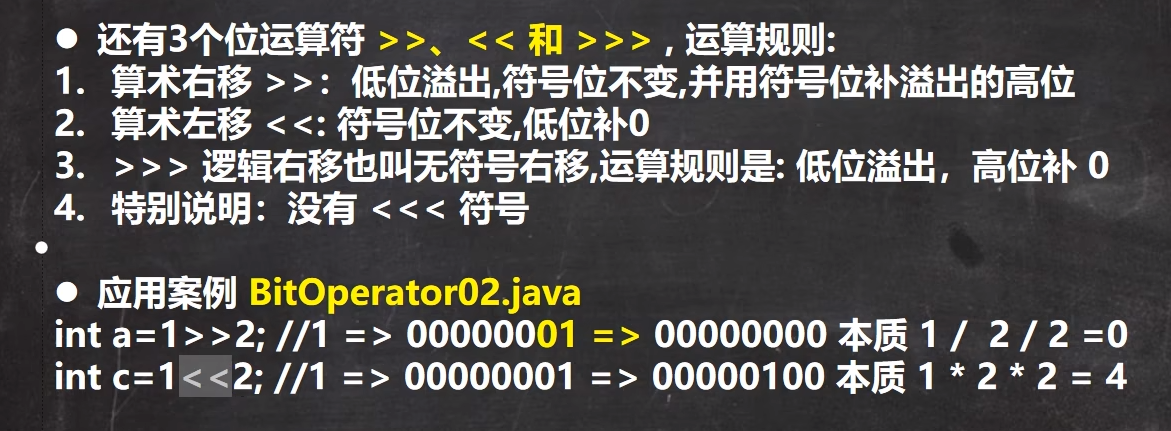 ● 还有3个位运算符 >>、<< 和 >>> , 运算规则:
1. 算术右移 >>：低位溢出,符号位不变,并用符号位补溢出的高位
2. 算术左移 <<: 符号位不变,低位补0
3. >>> 逻辑右移也叫无符号右移,运算规则是: 低位溢出，高位补 0
4. 特别说明：没有 <<< 符号
●
● 应用案例 BitOperator02.java
int a=1>>2; //1 => 00000001 => 00000000 本质 1 / 2 / 2 =0
int c=1<<2; //1 => 00000001 => 00000100 本质 1 * 2 * 2 = 4